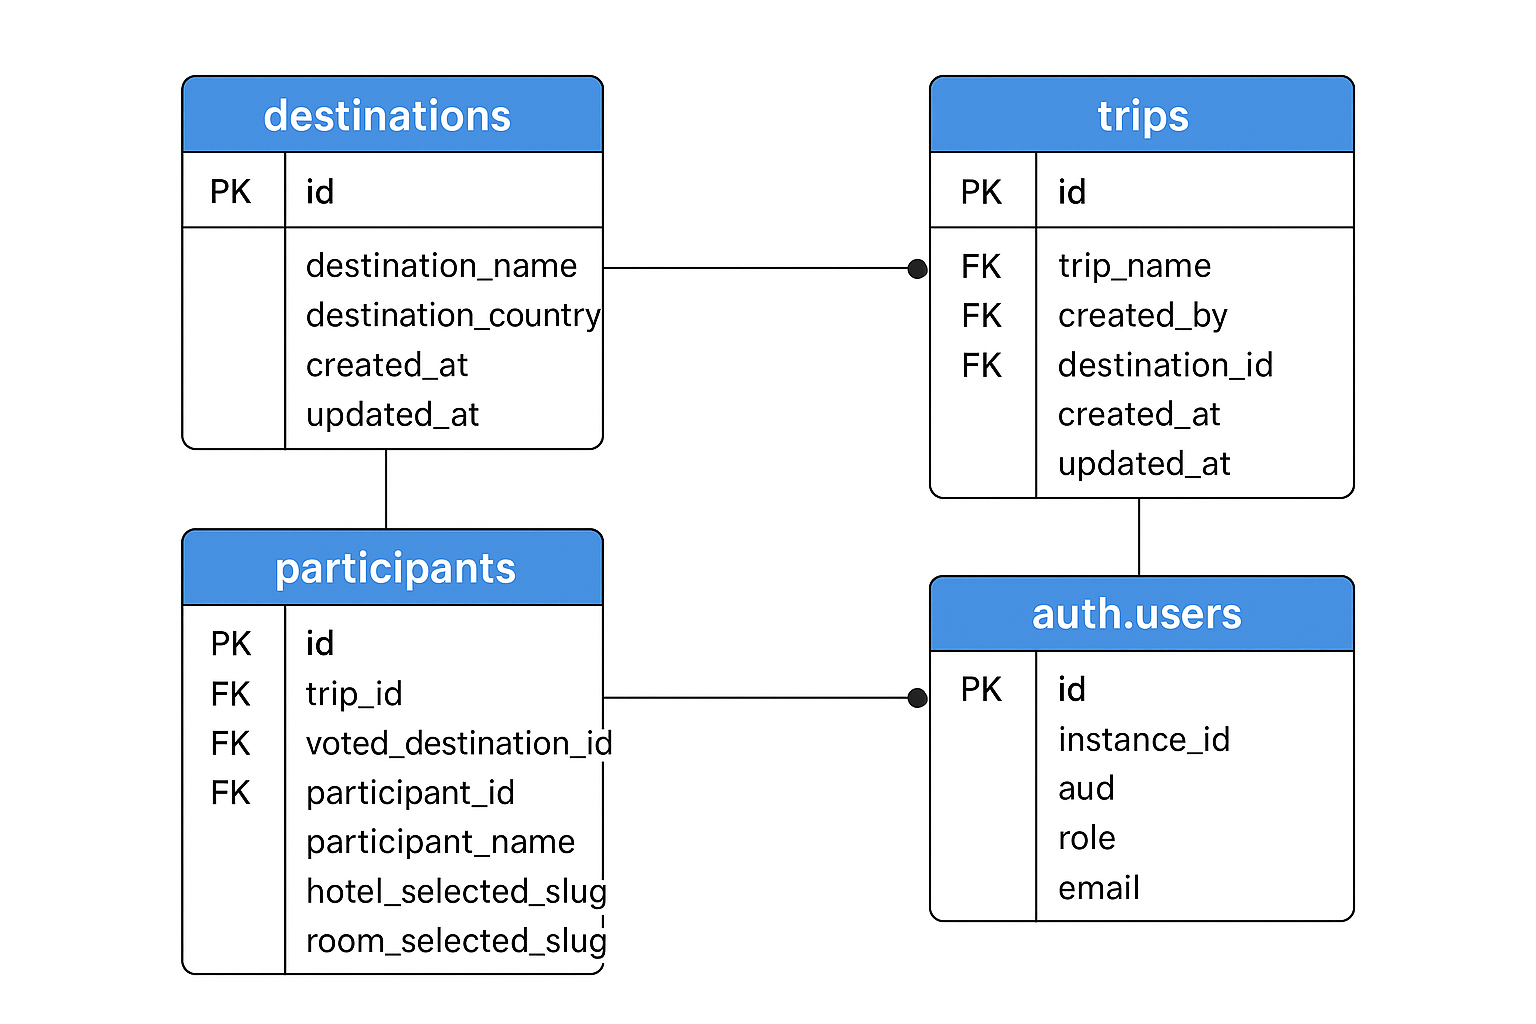 destinations
PK id
destination_name
destination_country
created_at
updated_at
trips
PK id
FK trip_name
FK created_by
FK destination_id
created_at
updated_at
participants
PK id
FK trip_id
FK voted_destination_id
FK participant_id
participant_name
hotel_selected_slug
room_selected_slug
auth.users
PK id
instance_id
aud
role
email